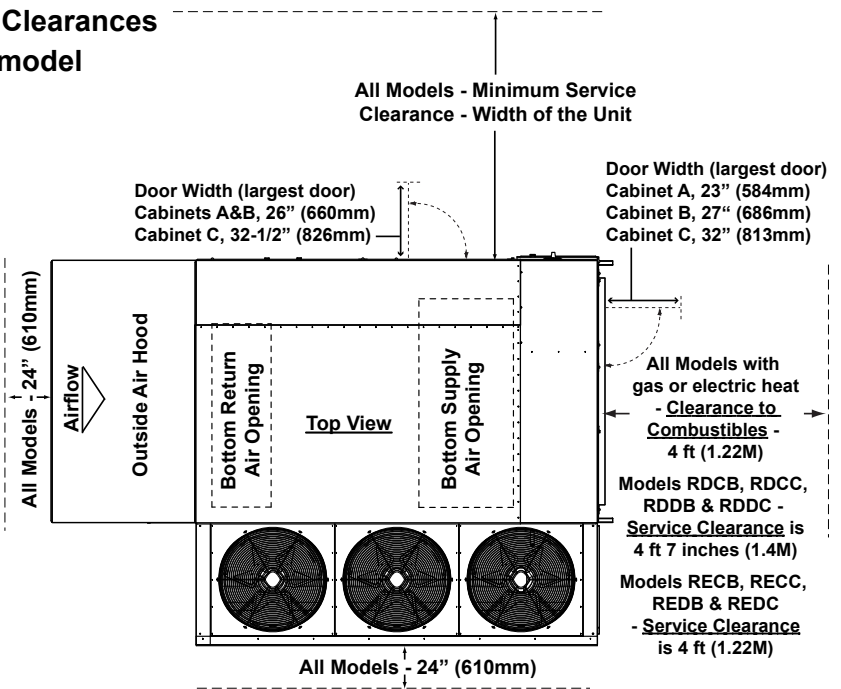 Clearances
model
All Models - Minimum Service
Clearance - Width of the Unit
Door Width (largest door)
Cabinets A&B, 26” (660mm)
Cabinet C, 32-1/2” (826mm)
Door Width (largest door)
Cabinet A, 23” (584mm)
Cabinet B, 27“ (686mm)
Cabinet C, 32” (813mm)
All Models - 24” (610mm)
Airflow
Outside Air Hood
Bottom Return
Air Opening
Top View
Bottom Supply
Air Opening
All Models with
gas or electric heat
- Clearance to
Combustibles -
4 ft (1.22M)
Models RDCB, RDCC,
RDDB & RDDC -
Service Clearance is
4 ft 7 inches (1.4M)
Models RECB, RECC,
REDB & REDC
- Service Clearance
is 4 ft (1.22M)
All Models - 24” (610mm)